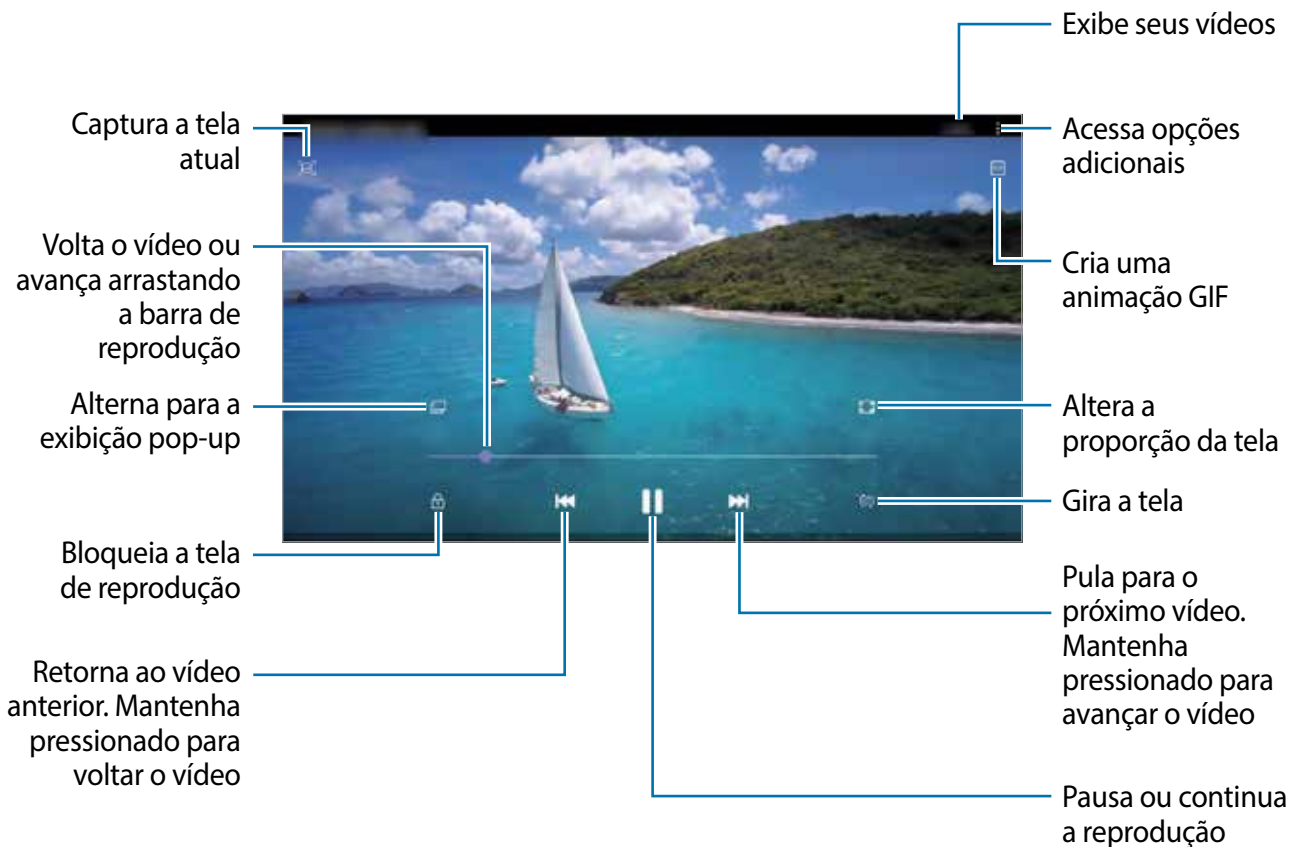 Exibe seus vídeos
Captura a tela
atual
Acessa opções
adicionais
Volta o vídeo ou
avança arrastando
a barra de
reprodução
Cria uma
animação GIF
Alterna para a
exibição pop-up
Altera a
proporção da tela
Gira a tela
Bloqueia a tela
de reprodução
Pula para o
próximo vídeo.
Mantenha
pressionado para
avançar o vídeo
Retorna ao vídeo
anterior. Mantenha
pressionado para
voltar o vídeo
Pausa ou continua
a reprodução